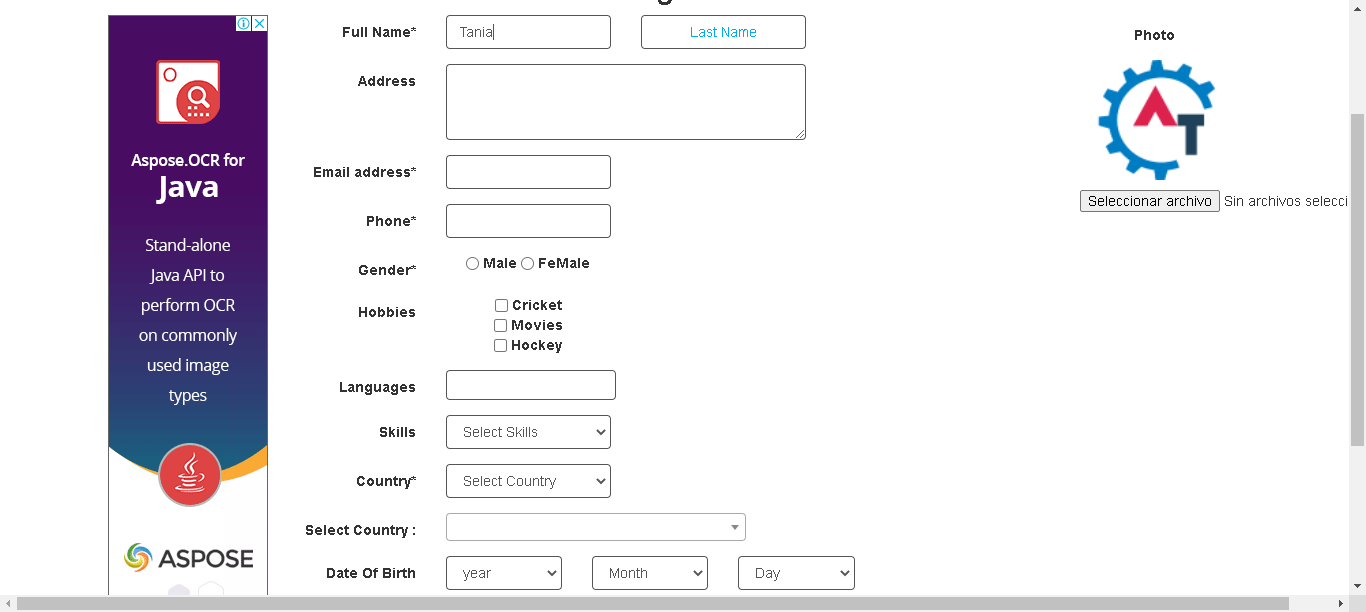 Full Name*
Tania
Last Name
Address
Email address*
Phone*
Gender*
Male
FeMale
Hobbies
Cricket
Movies
Hockey
Languages
Skills
Select Skills
Country*
Select Country
Select Country :
Date Of Birth
year
Month
Day
Photo
AT
Seleccionar archivo
Sin archivos selecci
Aspose.OCR for
Java
Stand-alone
Java API to
perform OCR
on commonly
used image
types
ASPOSE